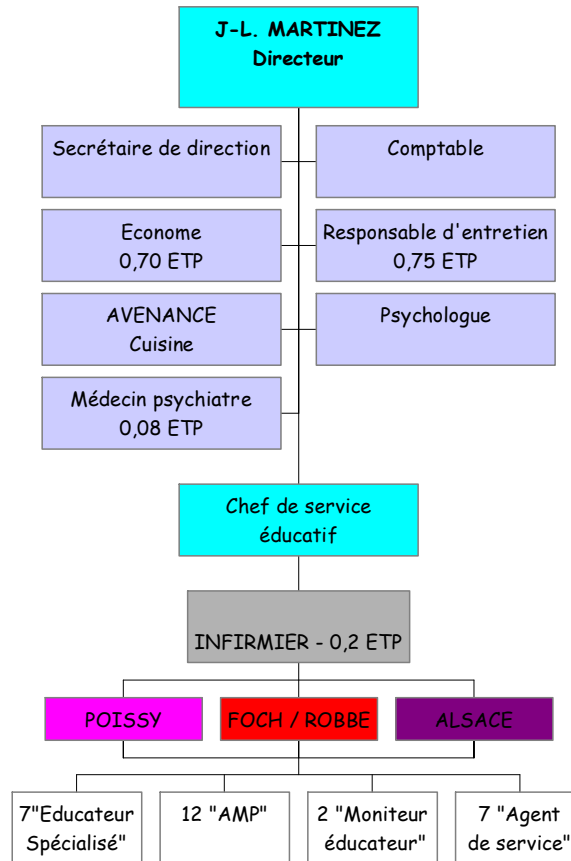 J-L. MARTINEZ
Directeur
Secrétaire de direction
Comptable
Econome
0,70 ETP
Responsable d'entretien
0,75 ETP
AVENANCE
Cuisine
Psychologue
Médecin psychiatre
0,08 ETP
Chef de service
éducatif
INFIRMIER - 0,2 ETP
POISSY
FOCH / ROBBE
ALSACE
7"Educateur
Spécialisé"
12 "AMP"
2 "Moniteur
éducateur"
7 "Agent
de service"